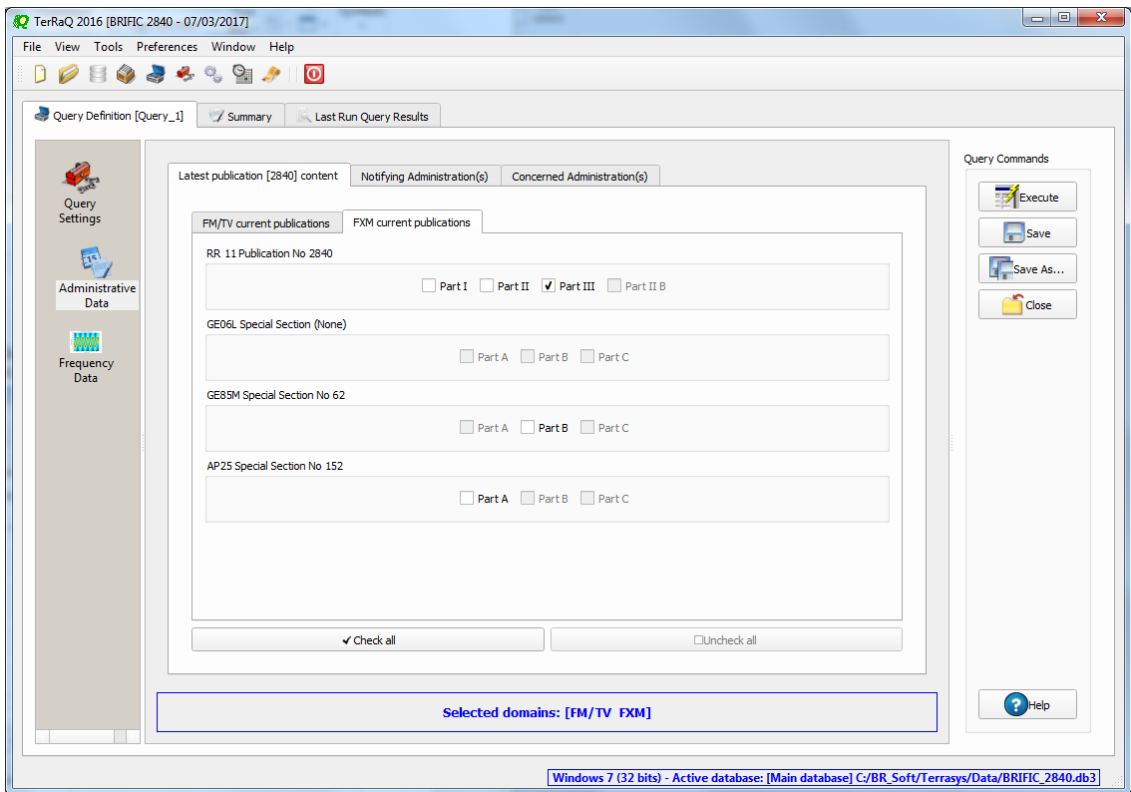 TerRaQ 2016 [BRIFIC 2840 - 07/03/2017]
File View Tools Preferences Window Help
Query Definition [Query_1] Summary Last Run Query Results
Query Settings
Administrative Data
Frequency Data
Latest publication [2840] content Notifying Administration(s) Concerned Administration(s)
FM/TV current publications FXM current publications
RR 11 Publication No 2840
Part I Part II Part III Part II B
GE06L Special Section (None)
Part A Part B Part C
GE85M Special Section No 62
Part A Part B Part C
AP25 Special Section No 152
Part A Part B Part C
Check all Uncheck all
Selected domains: [FM/TV FXM]
Query Commands
Execute
Save
Save As...
Close
Help
Windows 7 (32 bits) - Active database: [Main database] C:/BR_Soft/Terrasys/Data/BRIFIC_2840.db3